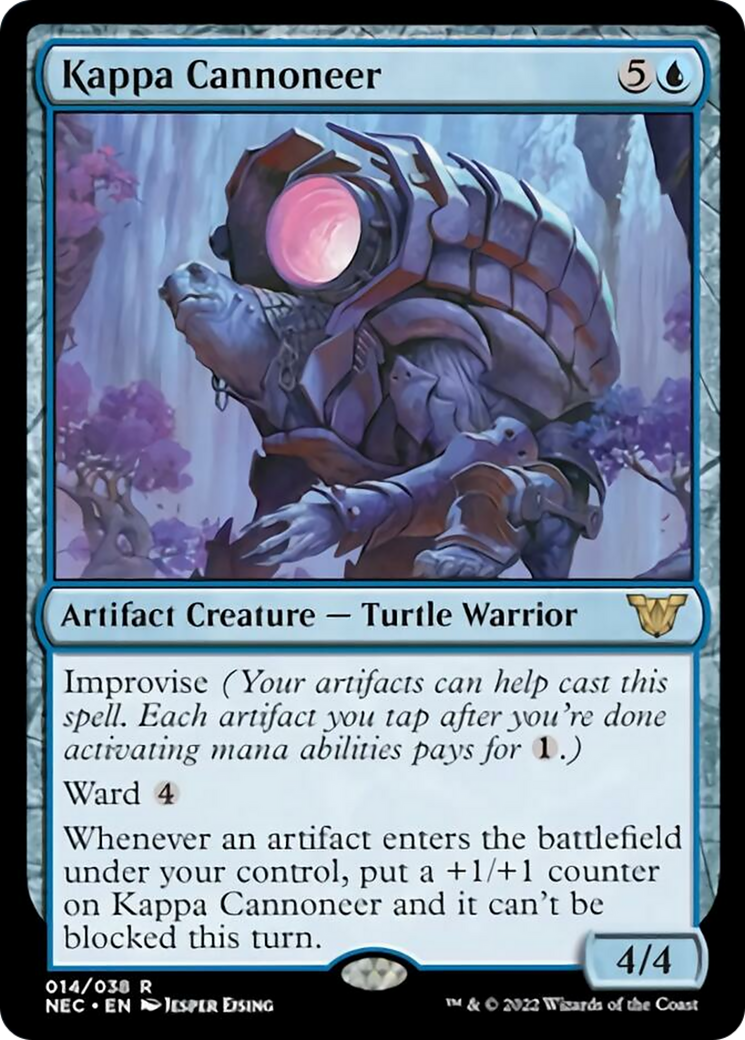 Kappa Cannoneer 5
Artifact Creature — Turtle Warrior
Improvise (Your artifacts can help cast this
spell. Each artifact you tap after you're done
activating mana abilities pays for 1.)
Ward 4
Whenever an artifact enters the battlefield
under your control, put a +1/+1 counter
on Kappa Cannoneer and it can't be
blocked this turn.
4/4
014/038 R
NEC • EN Jesper Ejsing
™ & © 2022 Wizards of the Coast